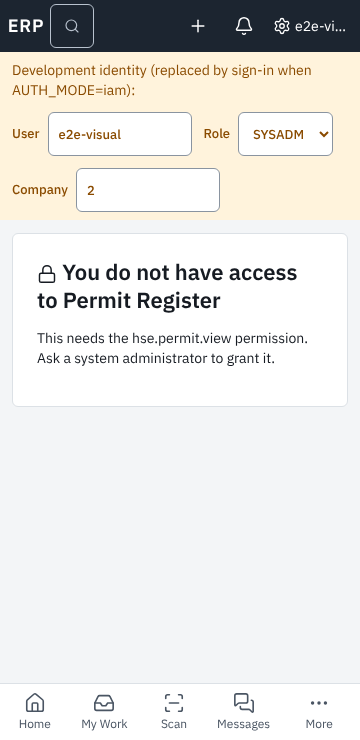 ERP
e2e-vi...
Development identity (replaced by sign-in when
AUTH_MODE=iam):
User e2e-visual Role SYSADM
Company 2
You do not have access
to Permit Register
This needs the hse.permit.view permission.
Ask a system administrator to grant it.
Home My Work Scan Messages More